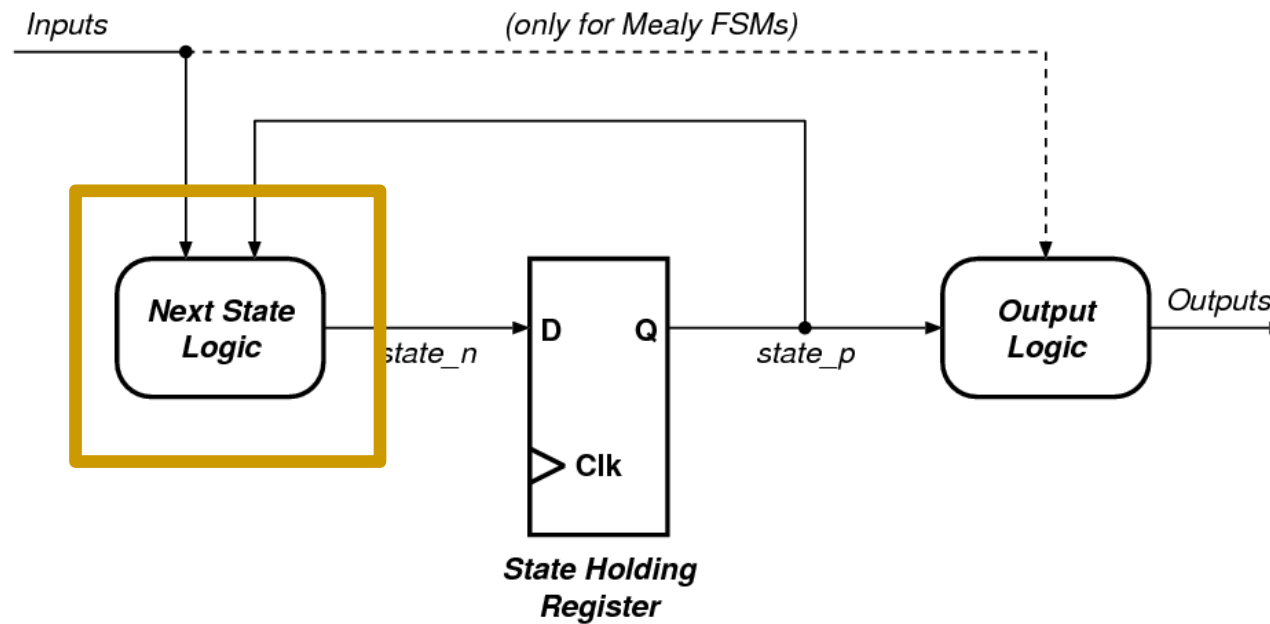 Inputs
(only for Mealy FSMs)
Next State
Logic
state_n
D
Q
Clk
state_p
Output
Logic
Outputs
State Holding
Register